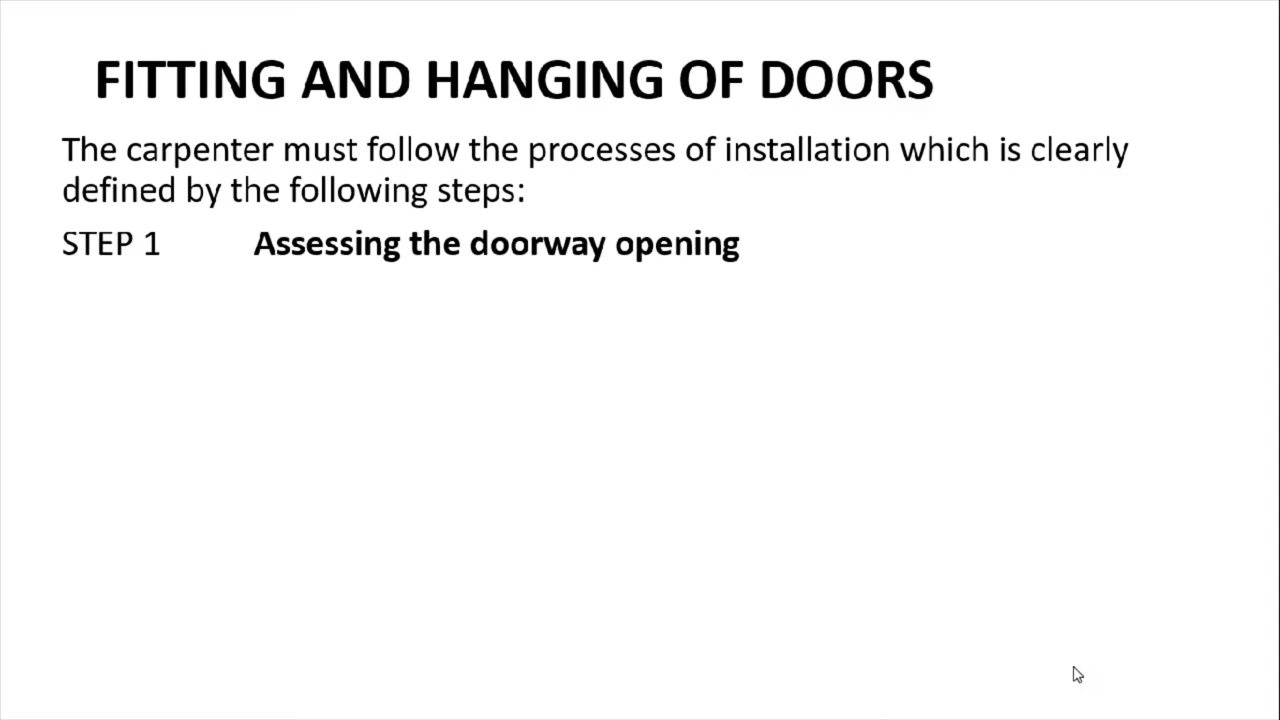 FITTING AND HANGING OF DOORS
The carpenter must follow the processes of installation which is clearly
defined by the following steps:
STEP 1 Assessing the doorway opening